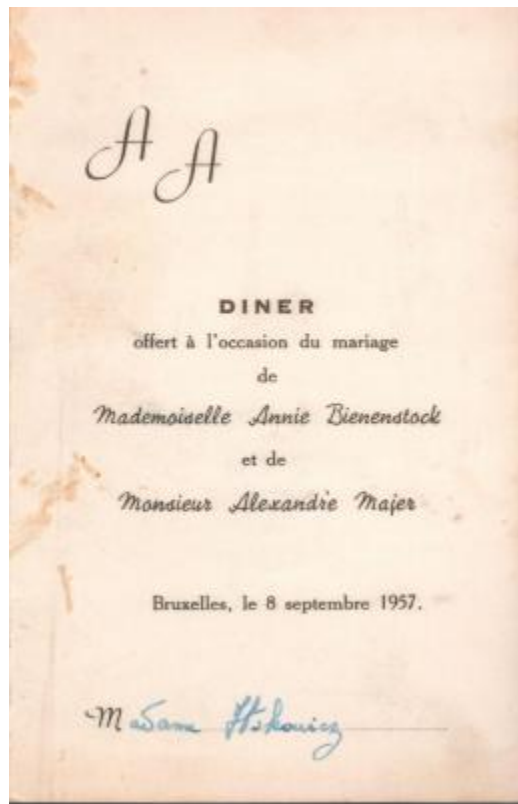 A A
DINER
offert à l'occasion du mariage
de
Mademoiselle Annie Bienenstock
et de
Monsieur Alexandre Majer
Bruxelles, le 8 septembre 1957.
Madame